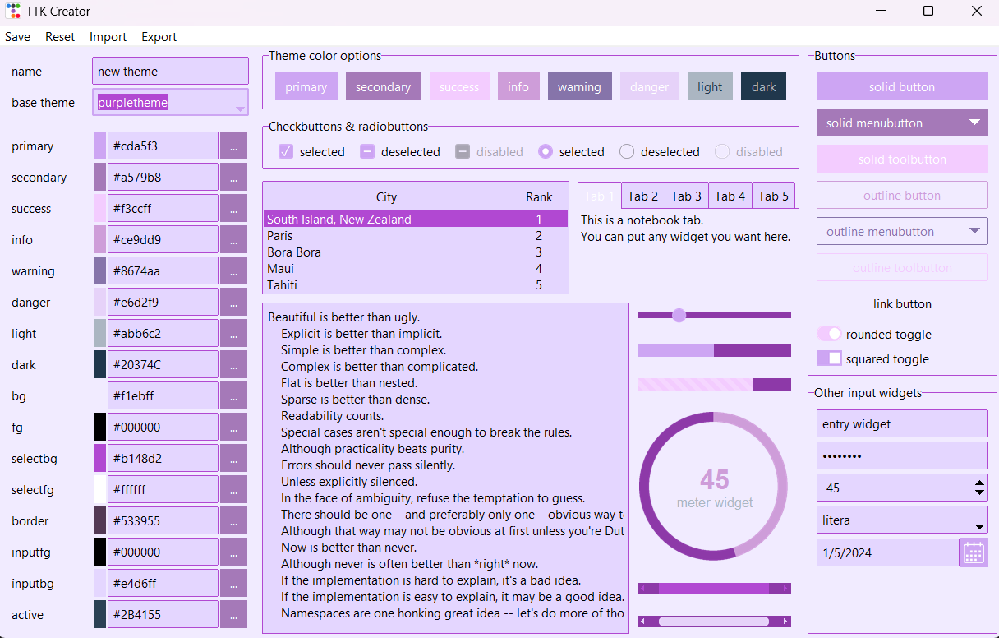 TTK Creator
Save Reset Import Export
name new theme
base theme purpletheme
primary #cda5f3 ...
secondary #a579b8 ...
success #f3ccff ...
info #ce9dd9 ...
warning #8674aa ...
danger #e6d2f9 ...
light #abb6c2 ...
dark #20374C ...
bg #f1ebff ...
fg #000000 ...
selectbg #b148d2 ...
selectfg #ffffff ...
border #533955 ...
inputfg #000000 ...
inputbg #e4d6ff ...
active #2B4155 ...
Theme color options
primary secondary success info warning danger light dark
Checkbuttons & radiobuttons
selected deselected disabled selected deselected disabled
City Rank
South Island, New Zealand 1
Paris 2
Bora Bora 3
Maui 4
Tahiti 5
Tab 1 Tab 2 Tab 3 Tab 4 Tab 5
This is a notebook tab.
You can put any widget you want here.
Beautiful is better than ugly.
Explicit is better than implicit.
Simple is better than complex.
Complex is better than complicated.
Flat is better than nested.
Sparse is better than dense.
Readability counts.
Special cases aren't special enough to break the rules.
Although practicality beats purity.
Errors should never pass silently.
Unless explicitly silenced.
In the face of ambiguity, refuse the temptation to guess.
There should be one-- and preferably only one --obvious way t
Although that way may not be obvious at first unless you're Dut
Now is better than never.
Although never is often better than *right* now.
If the implementation is hard to explain, it's a bad idea.
If the implementation is easy to explain, it may be a good idea.
Namespaces are one honking great idea -- let's do more of tho
45
meter widget
Buttons
solid button
solid menubutton
solid toolbutton
outline button
outline menubutton
outline toolbutton
link button
rounded toggle
squared toggle
Other input widgets
entry widget
••••••••
45
litera
1/5/2024